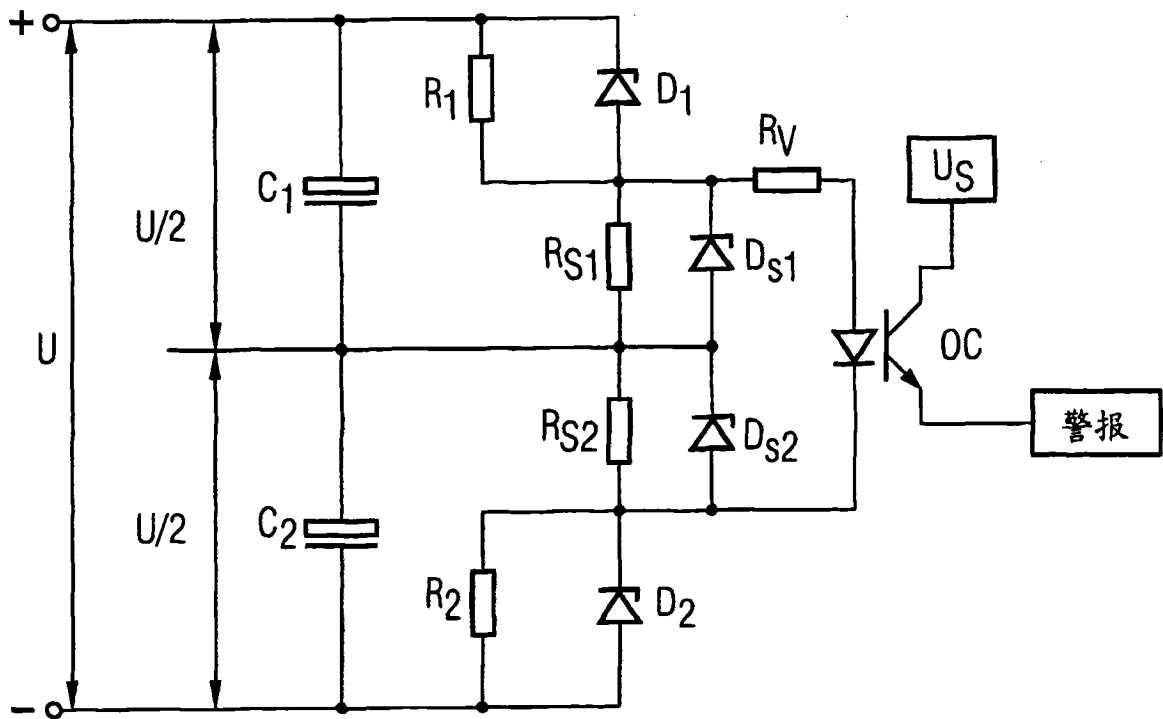 +
R1
D1
RV
US
C1
U/2
RS1
Ds1
U
OC
RS2
Ds2
警报
C2
U/2
R2
D2
−